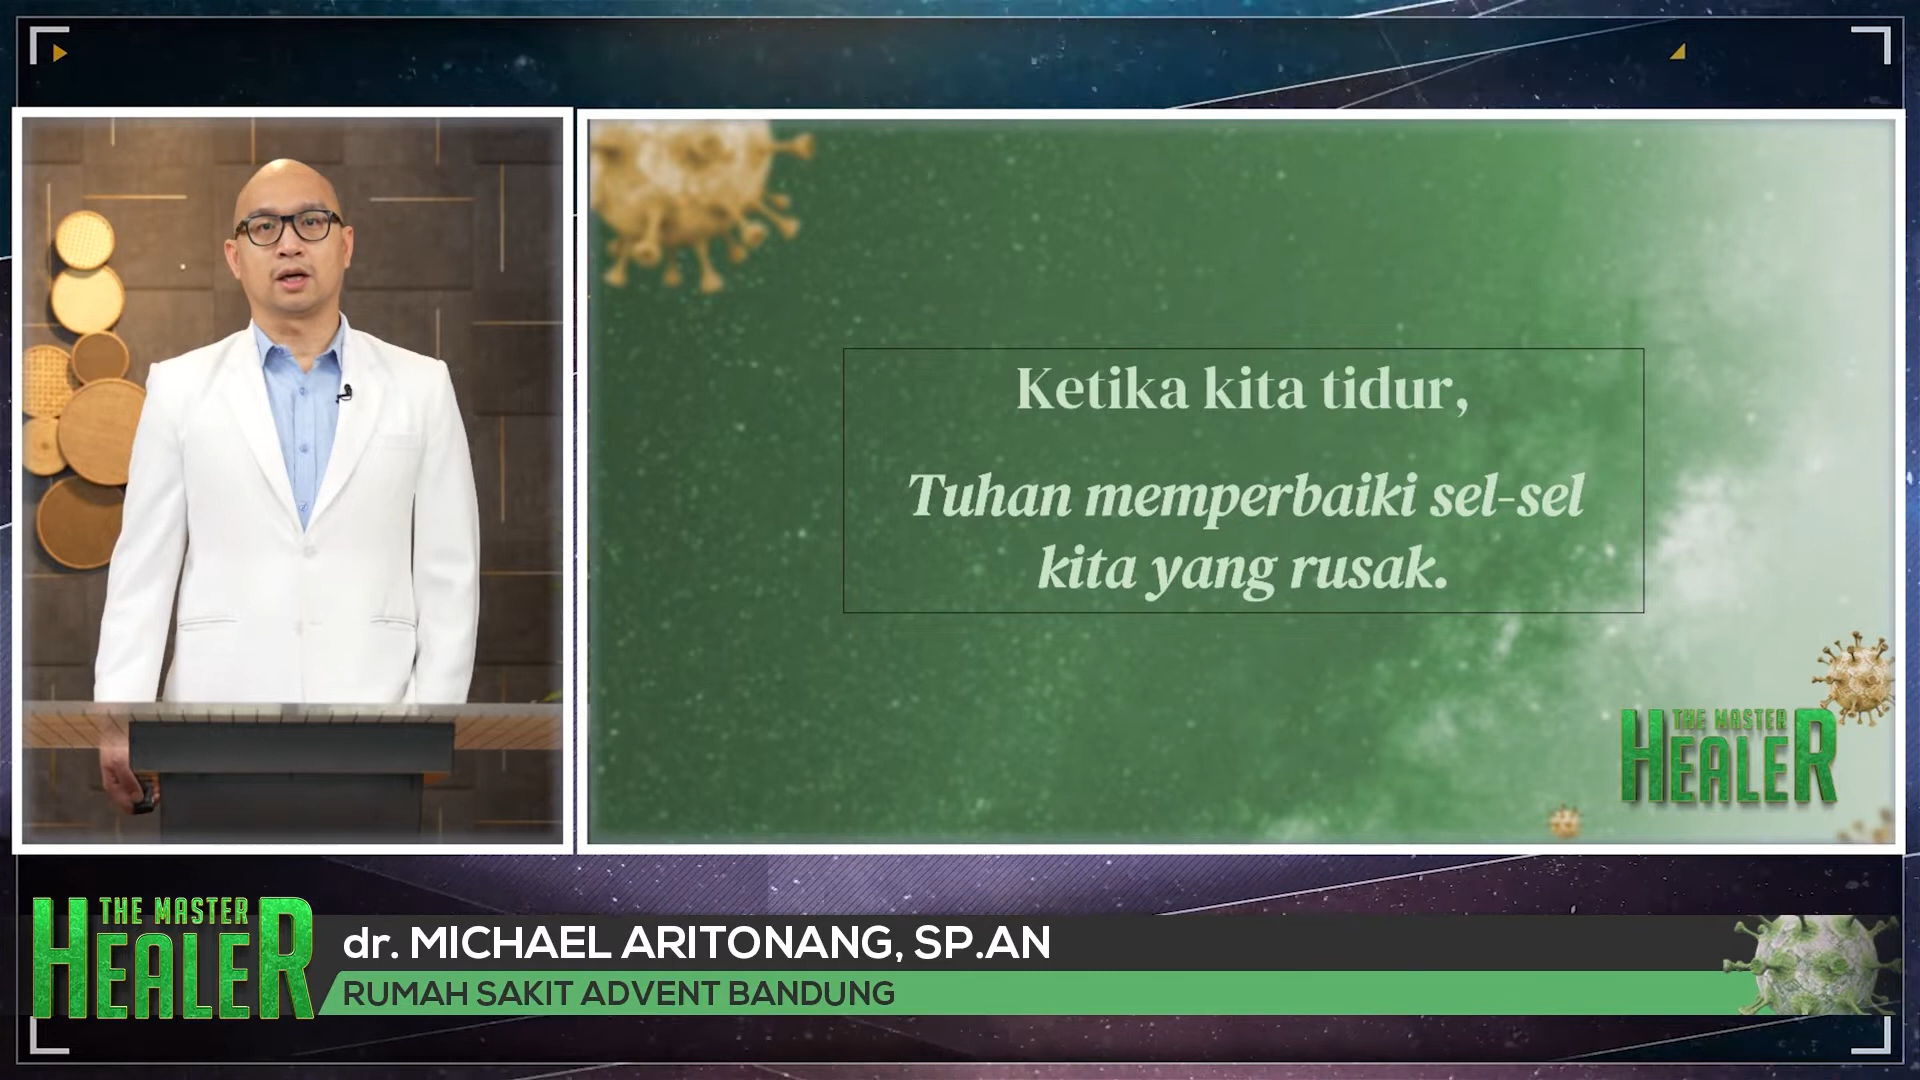 Ketika kita tidur,
Tuhan memperbaiki sel-sel
kita yang rusak.
THE MASTER
HEALER
THE MASTER
HEALER
dr. MICHAEL ARITONANG, SP.AN
RUMAH SAKIT ADVENT BANDUNG